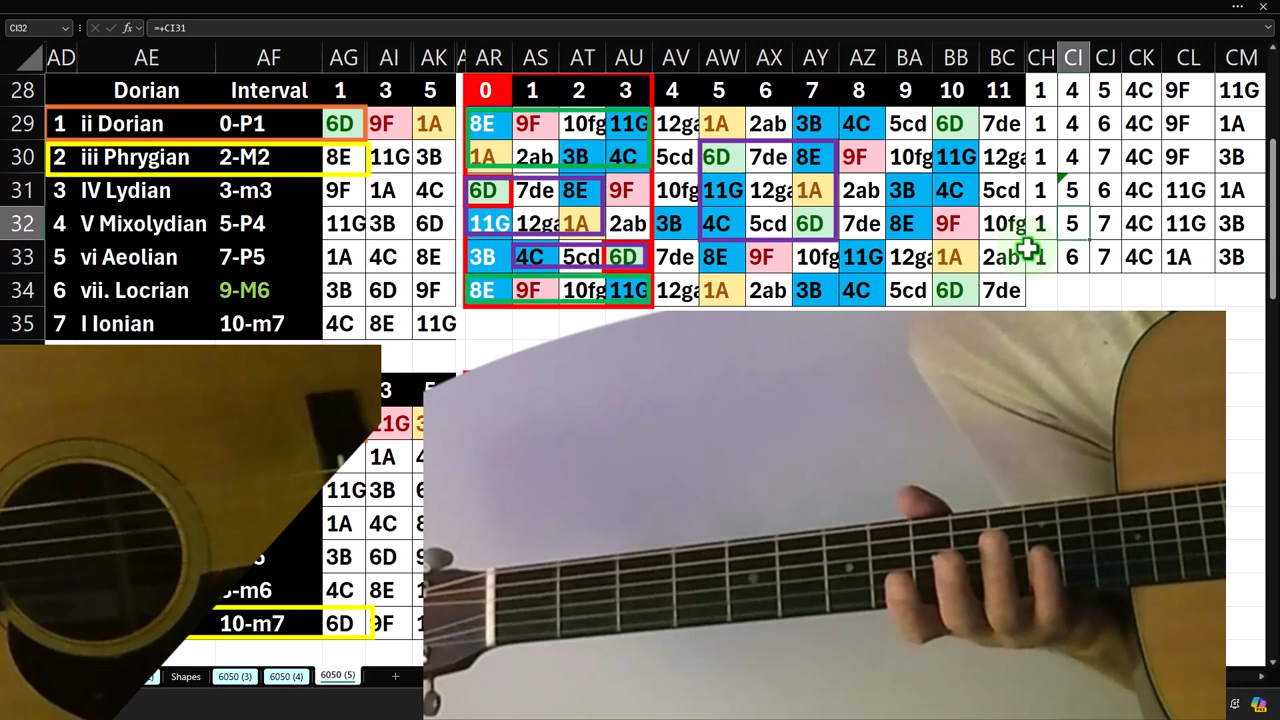 CI32 fx =+CI31
AD AE AF AG AI AK AR AS AT AU AV AW AX AY AZ BA BB BC CH CI CJ CK CL CM
28 Dorian Interval 1 3 5 0 1 2 3 4 5 6 7 8 9 10 11 1 4 5 4C 9F 11G
29 1 ii Dorian 0-P1 6D 9F 1A 8E 9F 10fg 11G 12ga 1A 2ab 3B 4C 5cd 6D 7de 1 4 6 4C 9F 1A
30 2 iii Phrygian 2-M2 8E 11G 3B 1A 2ab 3B 4C 5cd 6D 7de 8E 9F 10fg 11G 12ga 1 4 7 4C 9F 3B
31 3 IV Lydian 3-m3 9F 1A 4C 6D 7de 8E 9F 10fg 11G 12ga 1A 2ab 3B 4C 5cd 1 5 6 4C 11G 1A
32 4 V Mixolydian 5-P4 11G 3B 6D 11G 12ga 1A 2ab 3B 4C 5cd 6D 7de 8E 9F 10fg 1 5 7 4C 11G 3B
33 5 vi Aeolian 7-P5 1A 4C 8E 3B 4C 5cd 6D 7de 8E 9F 10fg 11G 12ga 1A 2ab 1 6 7 4C 1A 3B
34 6 vii. Locrian 9-M6 3B 6D 9F 8E 9F 10fg 11G 12ga 1A 2ab 3B 4C 5cd 6D 7de
35 7 I Ionian 10-m7 4C 8E 11G
3
11G
1A
11G 3B
1A 4C
3B 6D
-m6 4C 8E
10-m7 6D 9F
Shapes 6050 (3) 6050 (4) 6050 (5) +